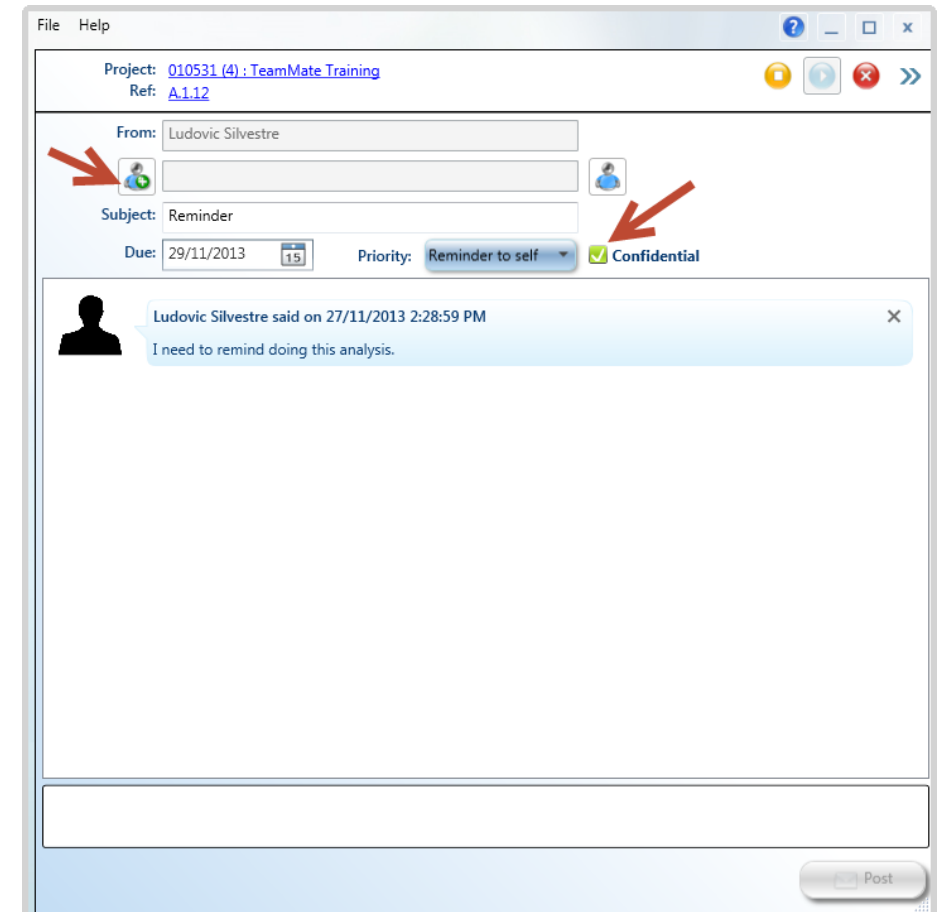 File Help
Project: 010531 (4) : TeamMate Training
Ref: A.1.12
From: Ludovic Silvestre
Subject: Reminder
Due: 29/11/2013 15 Priority: Reminder to self Confidential
Ludovic Silvestre said on 27/11/2013 2:28:59 PM
I need to remind doing this analysis.
Post